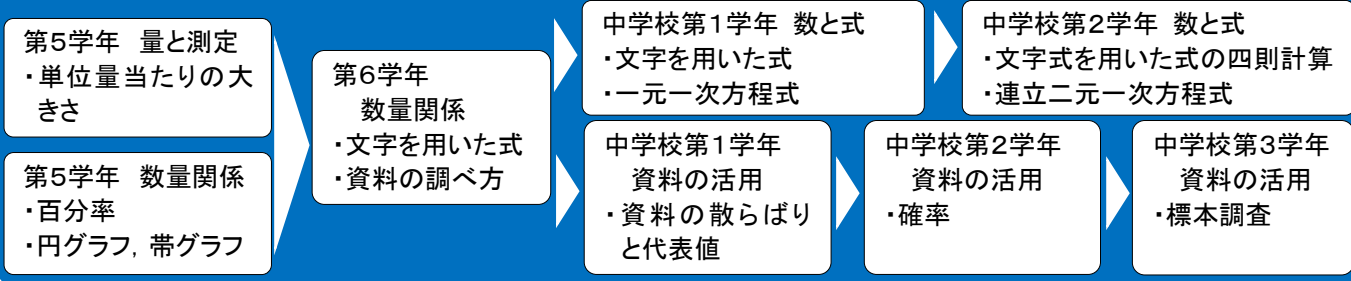 第5学年 量と測定
・単位量当たりの大
きさ
第5学年 数量関係
・百分率
・円グラフ，帯グラフ
第6学年
数量関係
・文字を用いた式
・資料の調べ方
中学校第1学年 数と式
・文字を用いた式
・一元一次方程式
中学校第2学年 数と式
・文字式を用いた式の四則計算
・連立二元一次方程式
中学校第1学年
資料の活用
・資料の散らばり
と代表値
中学校第2学年
資料の活用
・確率
中学校第3学年
資料の活用
・標本調査